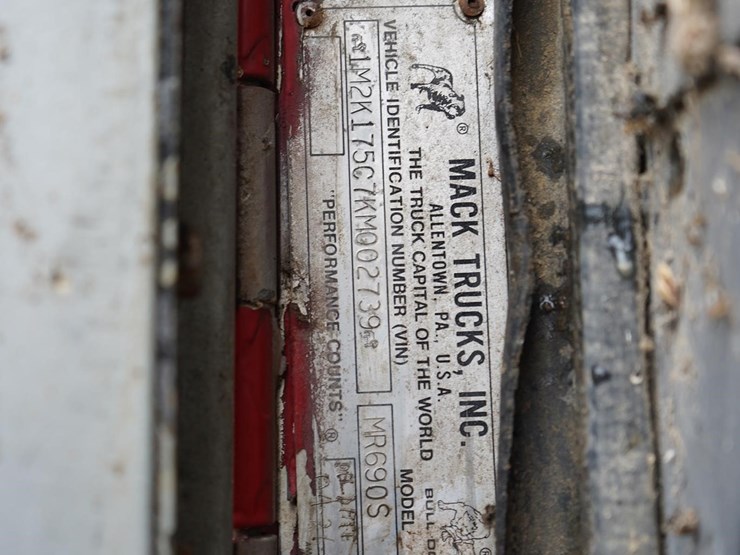 ®
MACK TRUCKS, INC.
ALLENTOWN, PA., U.S.A.
THE TRUCK CAPITAL OF THE WORLD
VEHICLE IDENTIFICATION NUMBER (VIN)
1M2K175C7KM002739
MODEL
MR690S
"PERFORMANCE COUNTS" ®
BULL
®